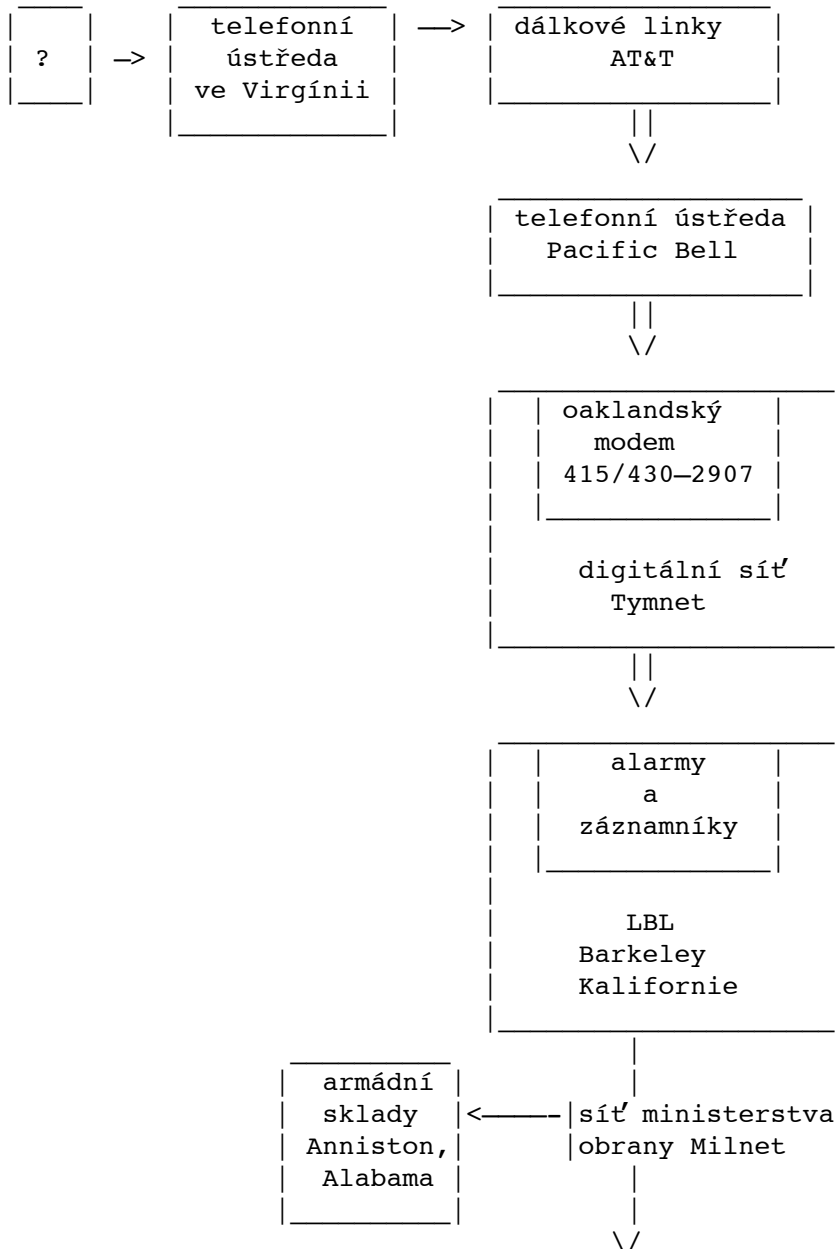 ?
—>
telefonní
ústředa
ve Virgínii
——>
dálkové linky
AT&T
telefonní ústředa
Pacific Bell
oaklandský
modem
415/430—2907
digitální síť
Tymnet
alarmy
a
záznamníky
LBL
Barkeley
Kalifornie
armádní
sklady
Anniston,
Alabama
síť ministerstva
obrany Milnet